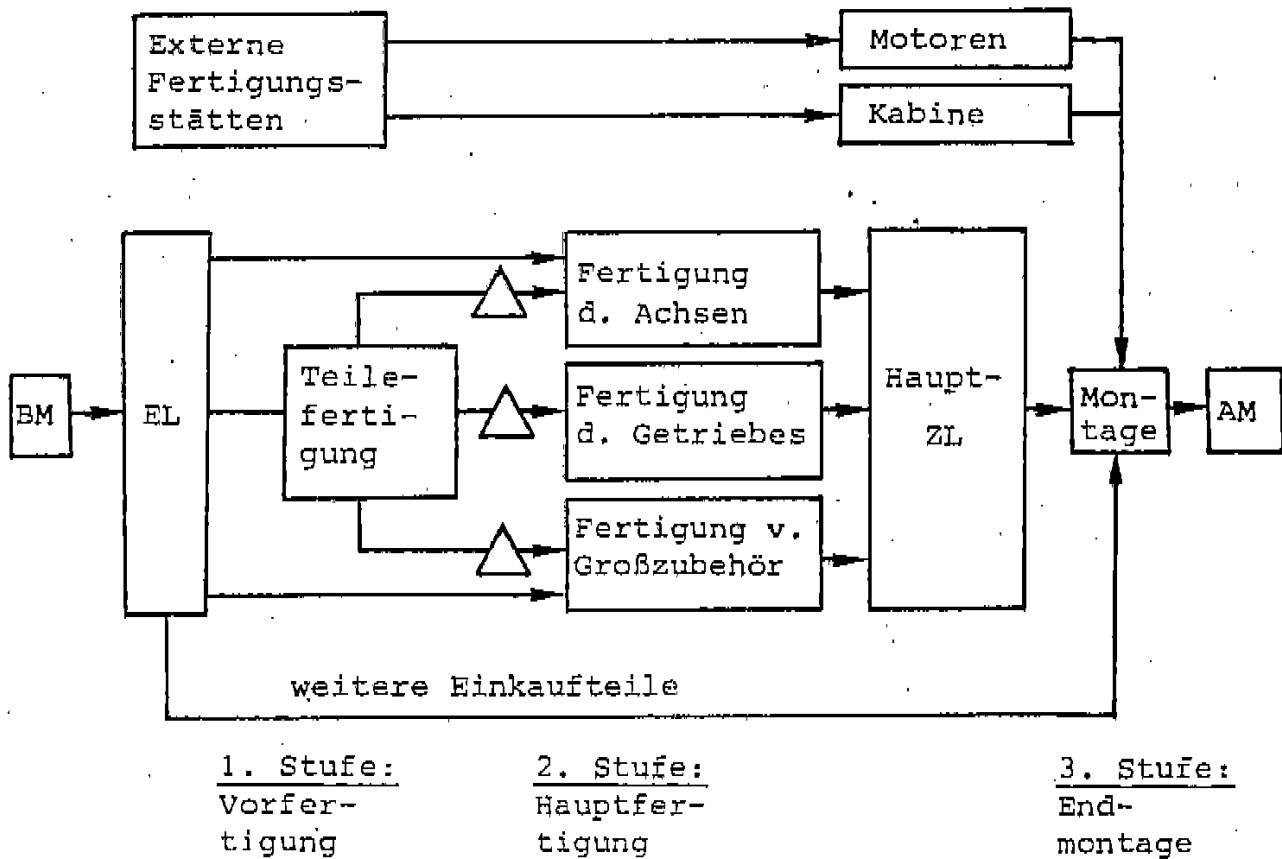 Externe
Fertigungs-
stätten
Motoren
Kabine
BM
EL
Teile-
ferti-
gung
Fertigung
d. Achsen
Fertigung
d. Getriebes
Fertigung v.
Großzubehör
Haupt-
ZL
Mon-
tage
AM
weitere Einkaufteile
1. Stufe:
Vorfer-
tigung
2. Stufe:
Hauptfer-
tigung
3. Stufe:
End-
montage